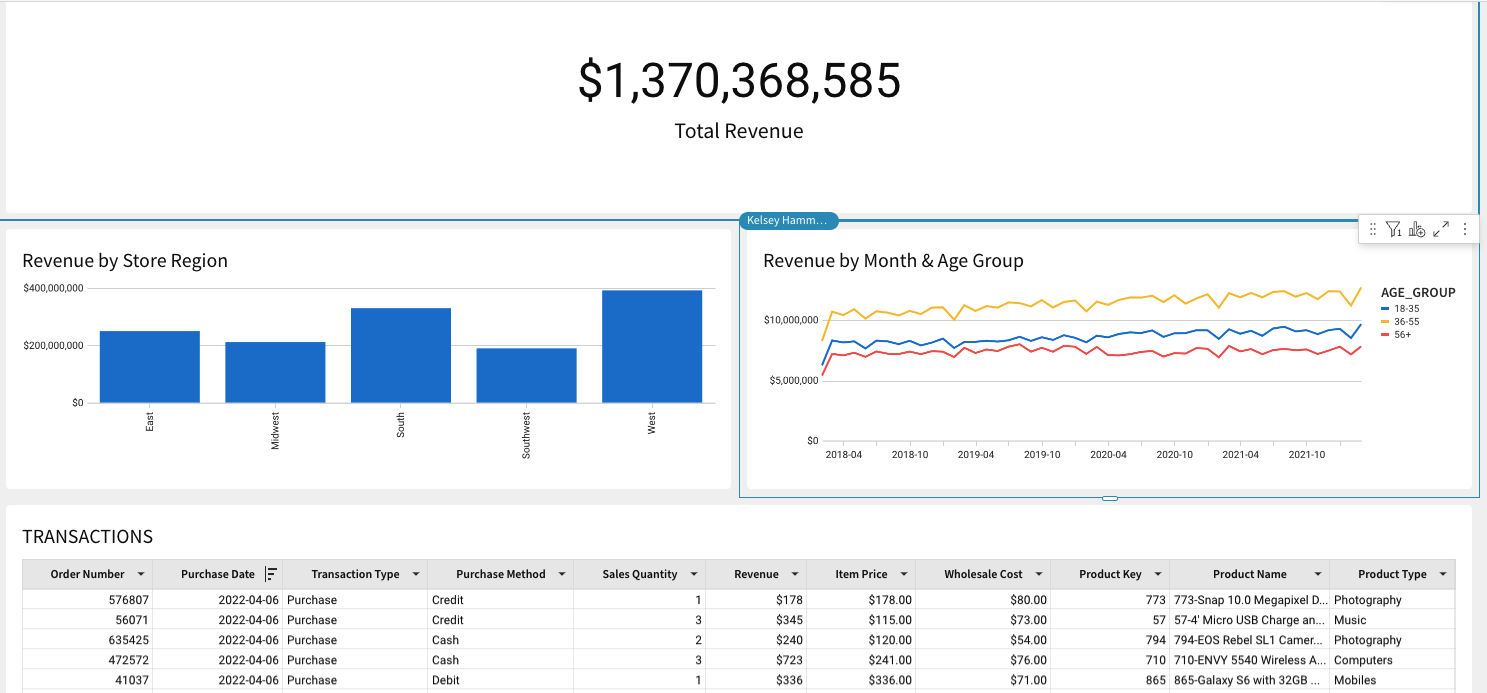 $1,370,368,585
Total Revenue
Kelsey Hamm...
1
Revenue by Store Region
$400,000,000
$200,000,000
$0
East
Midwest
South
Southwest
West
Revenue by Month & Age Group
$10,000,000
$5,000,000
$0
2018-04 2018-10 2019-04 2019-10 2020-04 2020-10 2021-04 2021-10
AGE_GROUP
18-35
36-55
56+
TRANSACTIONS
Order Number Purchase Date Transaction Type Purchase Method Sales Quantity Revenue Item Price Wholesale Cost Product Key Product Name Product Type
576807 2022-04-06 Purchase Credit 1 $178 $178.00 $80.00 773 773-Snap 10.0 Megapixel D... Photography
56071 2022-04-06 Purchase Credit 3 $345 $115.00 $73.00 57 57-4' Micro USB Charge an... Music
635425 2022-04-06 Purchase Cash 2 $240 $120.00 $54.00 794 794-EOS Rebel SL1 Camer... Photography
472572 2022-04-06 Purchase Cash 3 $723 $241.00 $76.00 710 710-ENVY 5540 Wireless A... Computers
41037 2022-04-06 Purchase Debit 1 $336 $336.00 $71.00 865 865-Galaxy S6 with 32GB ... Mobiles